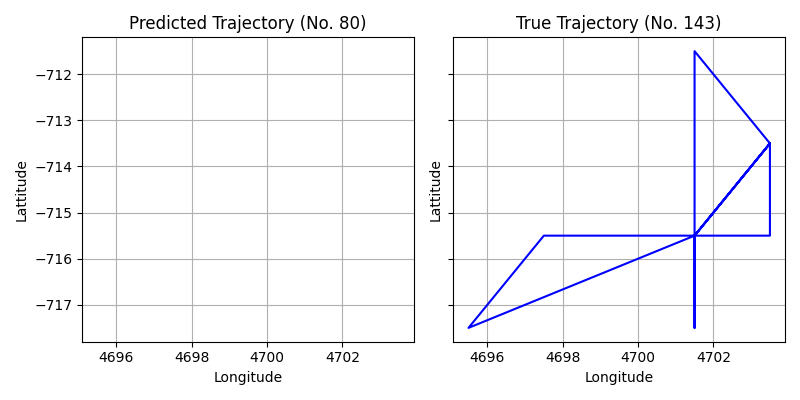 Predicted Trajectory (No. 80)
−712
−713
−714
−715
−716
−717
Lattitude
4696 4698 4700 4702
Longitude
True Trajectory (No. 143)
Lattitude
4696 4698 4700 4702
Longitude